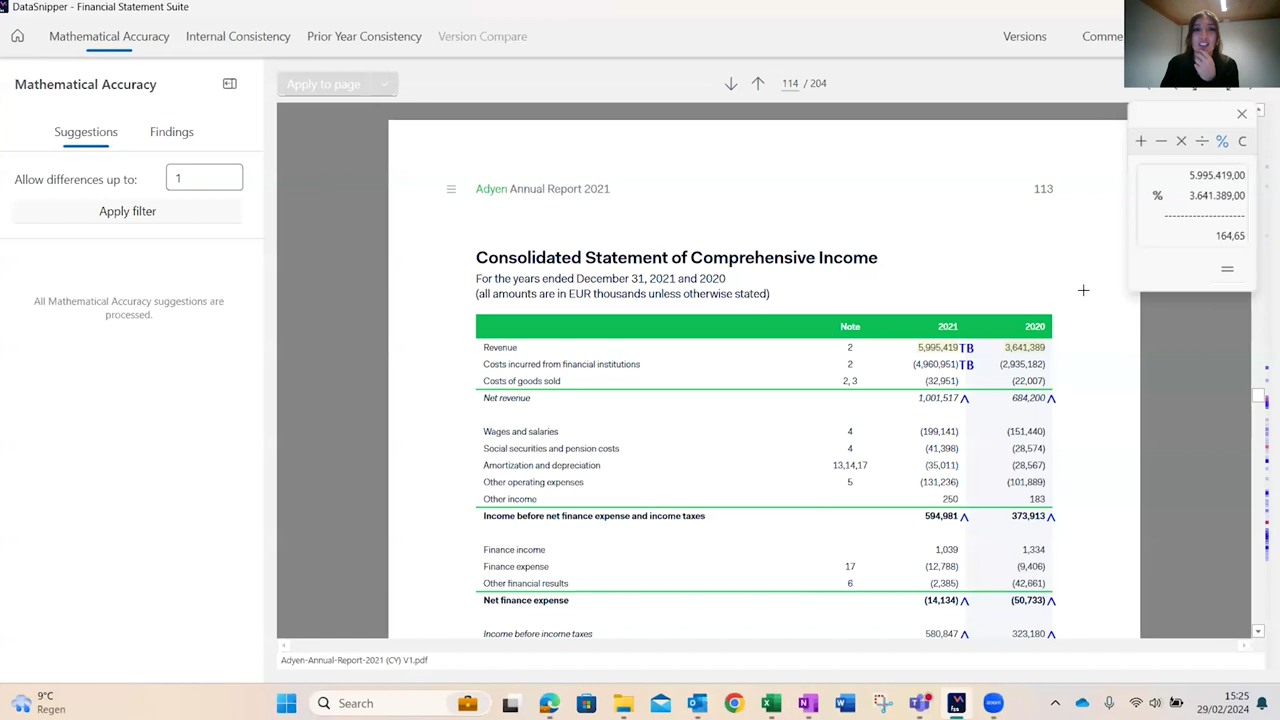 DataSnipper - Financial Statement Suite
Mathematical Accuracy Internal Consistency Prior Year Consistency Version Compare Versions Comme
Mathematical Accuracy
Apply to page
114 / 204
Suggestions Findings
Allow differences up to: 1
Apply filter
All Mathematical Accuracy suggestions are
processed.
+ − × ÷ % C
5.995.419,00
% 3.641.389,00
---------------------
164,65
=
Adyen Annual Report 2021 113
Consolidated Statement of Comprehensive Income
For the years ended December 31, 2021 and 2020
(all amounts are in EUR thousands unless otherwise stated)
Note 2021 2020
Revenue 2 5,995,419 TB 3,641,389
Costs incurred from financial institutions 2 (4,960,951) TB (2,935,182)
Costs of goods sold 2, 3 (32,951) (22,007)
Net revenue 1,001,517 ^ 684,200 ^
Wages and salaries 4 (199,141) (151,440)
Social securities and pension costs 4 (41,398) (28,574)
Amortization and depreciation 13,14,17 (35,011) (28,567)
Other operating expenses 5 (131,236) (101,889)
Other income 250 183
Income before net finance expense and income taxes 594,981 ^ 373,913 ^
Finance income 1,039 1,334
Finance expense 17 (12,788) (9,406)
Other financial results 6 (2,385) (42,661)
Net finance expense (14,134) ^ (50,733) ^
Income before income taxes 580,847 ^ 323,180 ^
Adyen-Annual-Report-2021 (CY) V1.pdf
9°C
Regen
Search
15:25
29/02/2024